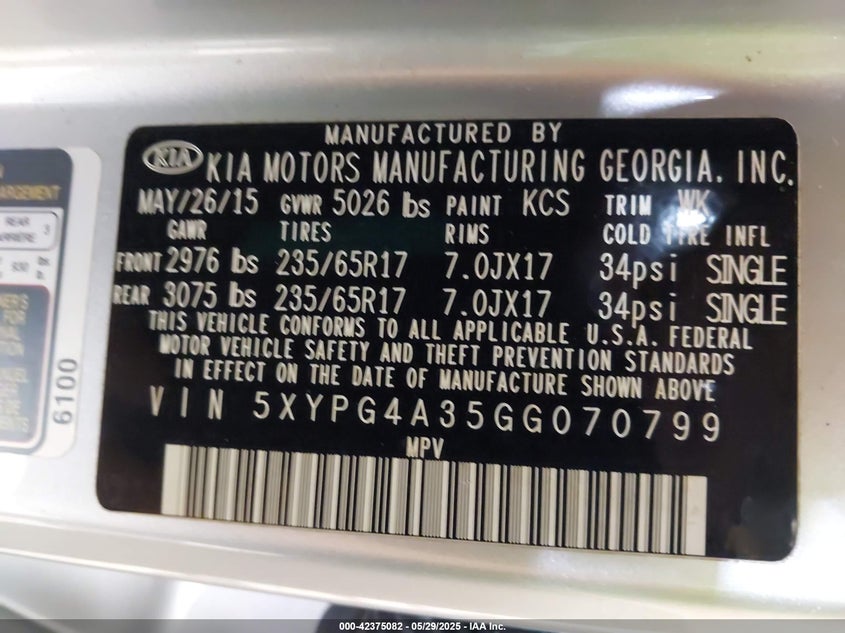 MANUFACTURED BY
KIA KIA MOTORS MANUFACTURING GEORGIA, INC.
MAY/26/15 GVWR 5026 lbs PAINT KCS TRIM WK
GAWR TIRES RIMS COLD TIRE INFL
FRONT 2976 lbs 235/65R17 7.0JX17 34psi SINGLE
REAR 3075 lbs 235/65R17 7.0JX17 34psi SINGLE
THIS VEHICLE CONFORMS TO ALL APPLICABLE U.S.A. FEDERAL
MOTOR VEHICLE SAFETY AND THEFT PREVENTION STANDARDS
IN EFFECT ON THE DATE OF MANUFACTURE SHOWN ABOVE
VIN 5XYPG4A35GG070799
MPV
REAR 3
6100
000-42375082 - 05/29/2025 - IAA Inc.